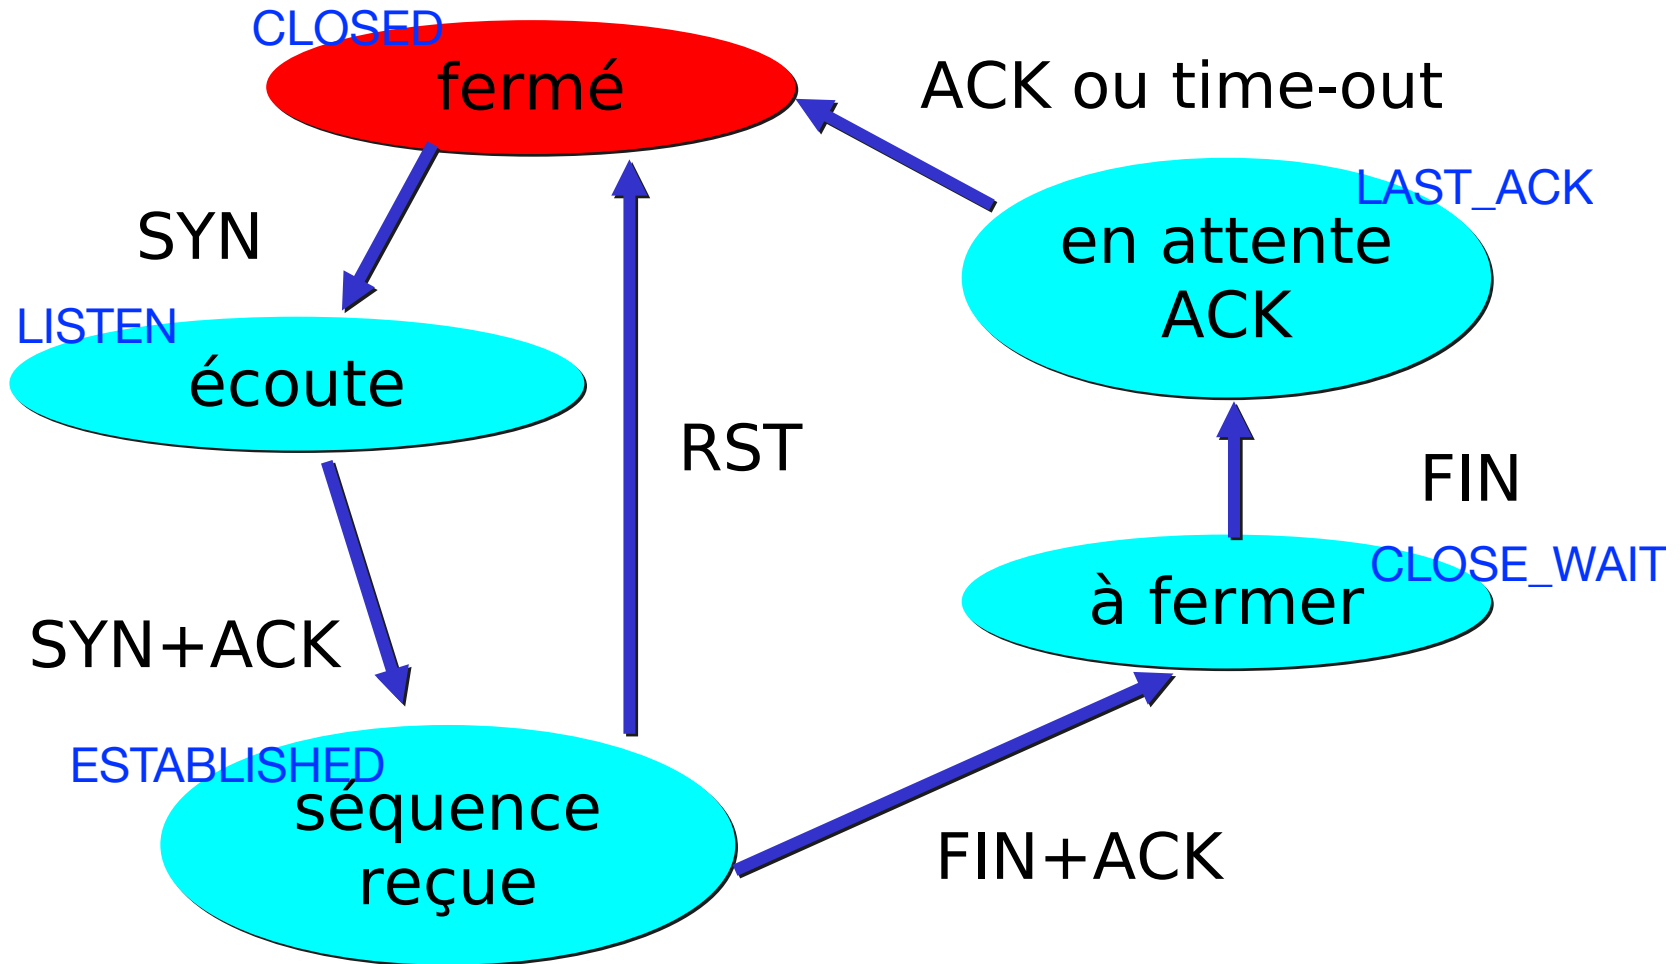 CLOSED
fermé
ACK ou time-out
LAST_ACK
en attente
ACK
SYN
LISTEN
écoute
RST
FIN
CLOSE_WAIT
à fermer
SYN+ACK
ESTABLISHED
séquence
reçue
FIN+ACK